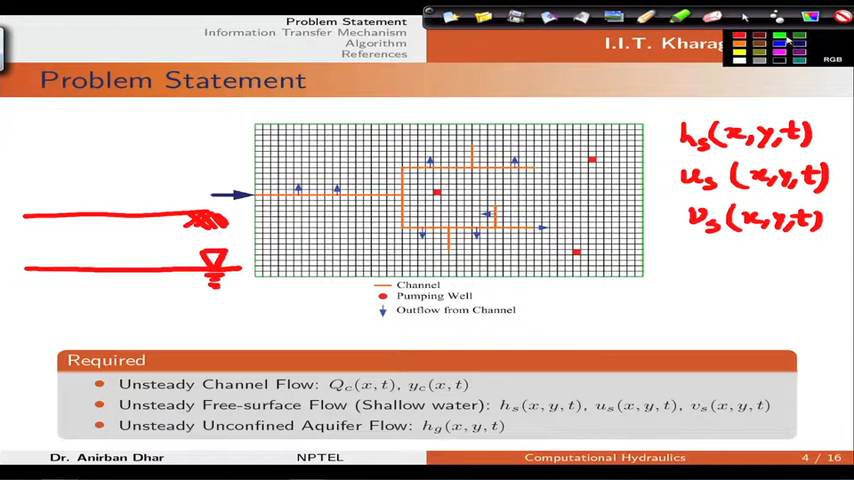 Problem Statement
Information Transfer Mechanism
Algorithm
References
I.I.T. Kharag
RGB
Problem Statement
hs(x,y,t)
us (x,y,t)
vs(x,y,t)
Channel
Pumping Well
Outflow from Channel
Required
Unsteady Channel Flow: Qc(x,t), yc(x,t)
Unsteady Free-surface Flow (Shallow water): hs(x,y,t), us(x,y,t), vs(x,y,t)
Unsteady Unconfined Aquifer Flow: hg(x,y,t)
Dr. Anirban Dhar NPTEL Computational Hydraulics 4 / 16